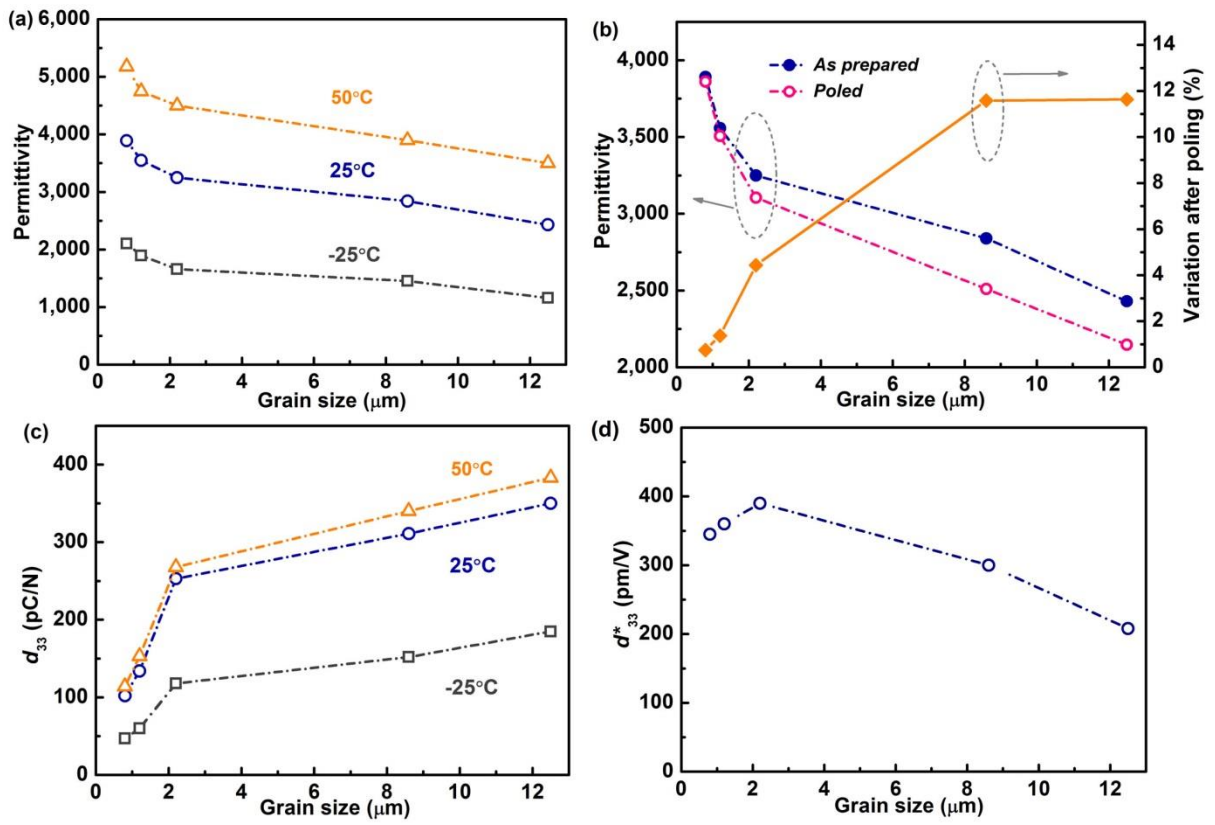 (a)
6,000
5,000
4,000
3,000
2,000
1,000
0
Permittivity
50°C
25°C
-25°C
0 2 4 6 8 10 12
Grain size (μm)
(b)
4,000
3,500
3,000
2,500
2,000
Permittivity
As prepared
Poled
14
12
10
8
6
4
2
0
Variation after poling (%)
0 2 4 6 8 10 12
Grain size (μm)
(c)
400
300
200
100
0
d33 (pC/N)
50°C
25°C
-25°C
0 2 4 6 8 10 12
Grain size (μm)
(d)
500
400
300
200
100
0
d*33 (pm/V)
0 2 4 6 8 10 12
Grain size (μm)